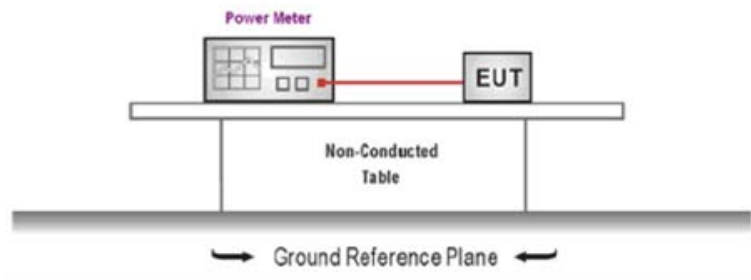 Power Meter
EUT
Non-Conducted
Table
Ground Reference Plane